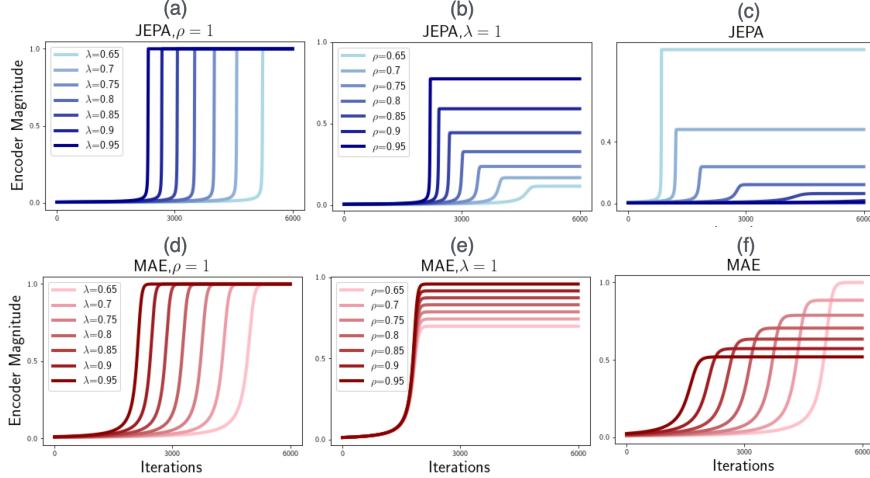 (a)
JEPA,ρ = 1
1.0
0.5
0.0
Encoder Magnitude
λ=0.65
λ=0.7
λ=0.75
λ=0.8
λ=0.85
λ=0.9
λ=0.95
0
3000
6000
(b)
JEPA,λ = 1
1.0
0.5
0.0
ρ=0.65
ρ=0.7
ρ=0.75
ρ=0.8
ρ=0.85
ρ=0.9
ρ=0.95
0
3000
6000
(c)
JEPA
0.4
0.0
0
3000
6000
(d)
MAE,ρ = 1
1.0
0.5
0.0
Encoder Magnitude
λ=0.65
λ=0.7
λ=0.75
λ=0.8
λ=0.85
λ=0.9
λ=0.95
0
3000
6000
Iterations
(e)
MAE,λ = 1
1.0
0.5
0.0
ρ=0.65
ρ=0.7
ρ=0.75
ρ=0.8
ρ=0.85
ρ=0.9
ρ=0.95
0
3000
6000
Iterations
(f)
MAE
1.0
0.5
0.0
0
3000
6000
Iterations